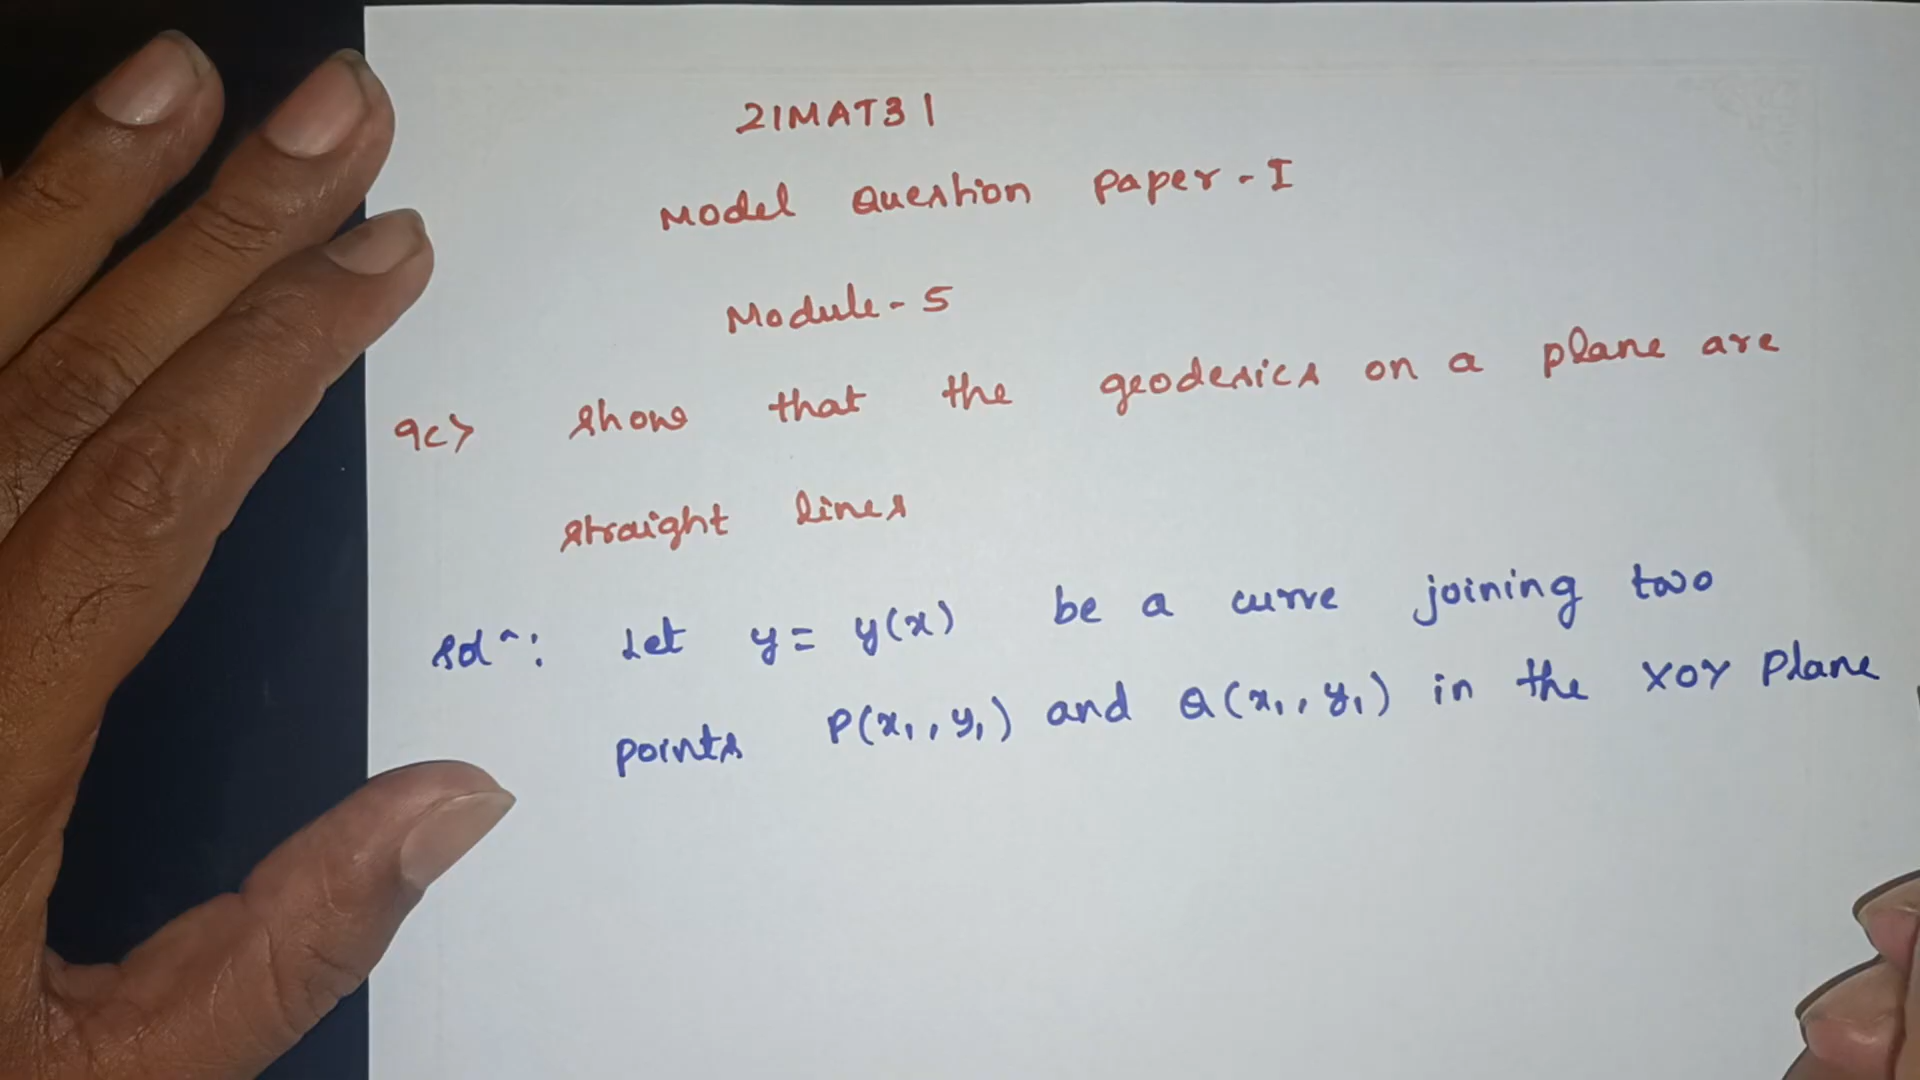 21MAT31
Model Question paper - I
Module - 5
9c> Show that the geodesics on a plane are
straight lines
Solⁿ: Let y = y(x) be a curve joining two
points P(x₁, y₁) and Q(x₁, y₁) in the XOY Plane